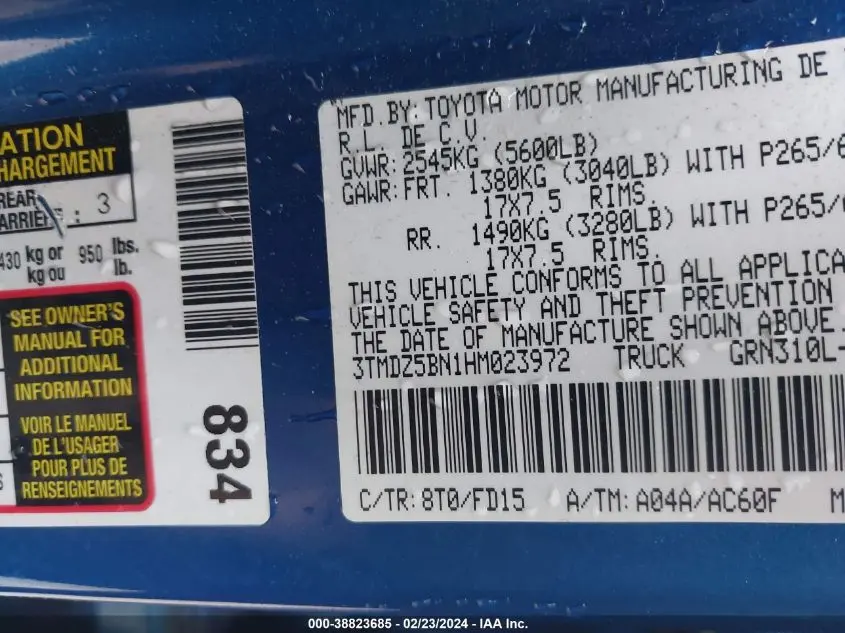 ATION
CHARGEMENT
REAR
ARRIÈRE : 3
430 kg or 950 lbs.
kg ou lb.
SEE OWNER'S
MANUAL FOR
ADDITIONAL
INFORMATION
VOIR LE MANUEL
DE L'USAGER
POUR PLUS DE
RENSEIGNEMENTS
S
834
MFD.BY:TOYOTA MOTOR MANUFACTURING DE
R.L. DE C.V.
GVWR:2545KG (5600LB)
GAWR:FRT. 1380KG (3040LB) WITH P265/6
17X7.5 RIMS.
RR. 1490KG (3280LB) WITH P265/6
17X7.5 RIMS.
THIS VEHICLE CONFORMS TO ALL APPLICA
VEHICLE SAFETY AND THEFT PREVENTION
THE DATE OF MANUFACTURE SHOWN ABOVE.
3TMDZ5BN1HM023972 TRUCK GRN310L-
C/TR:8T0/FD15 A/TM:A04A/AC60F M
000-38823685 - 02/23/2024 - IAA Inc.